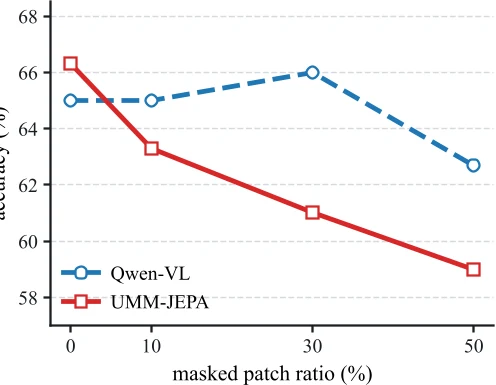 68
66
64
62
60
58
accuracy (%)
Qwen-VL
UMM-JEPA
0 10 30 50
masked patch ratio (%)